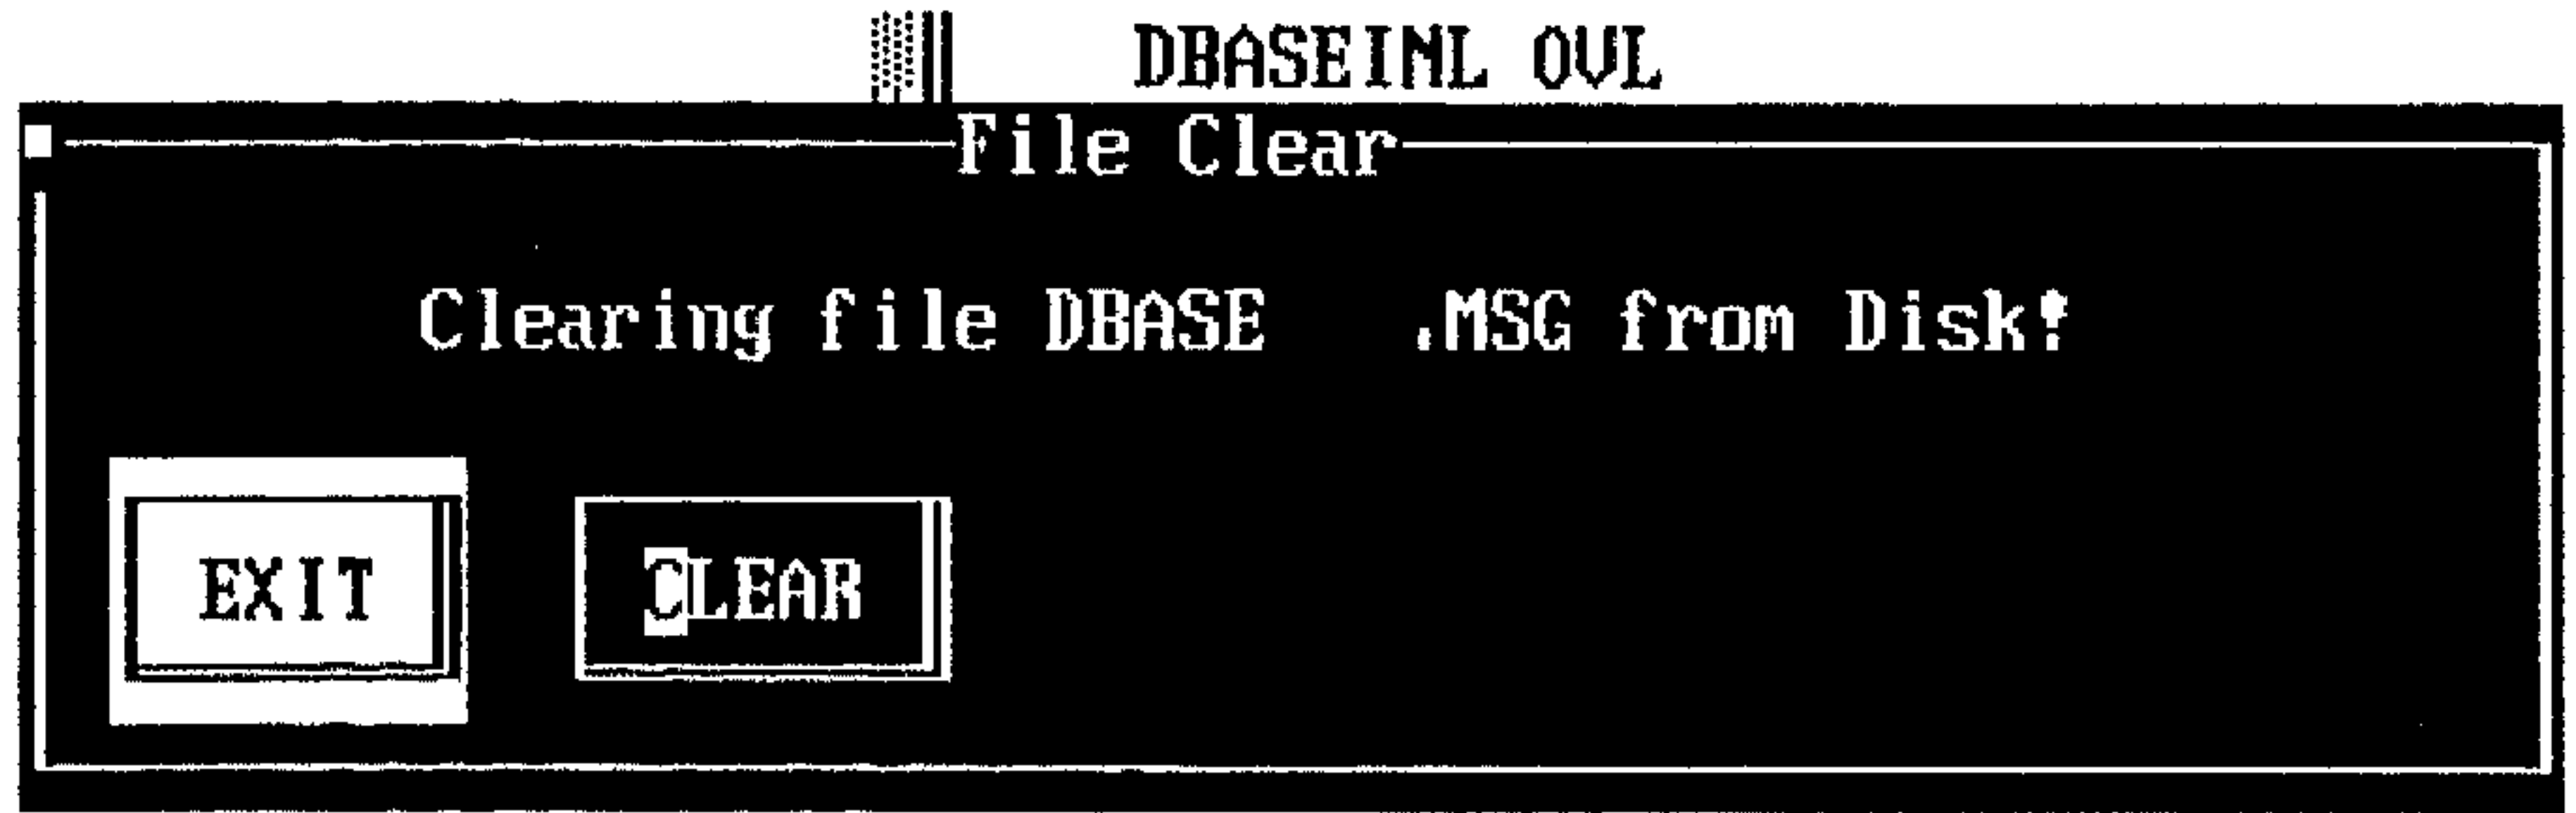 DBASEINL OVL
File Clear
Clearing file DBASE   .MSG from Disk!
EXIT CLEAR